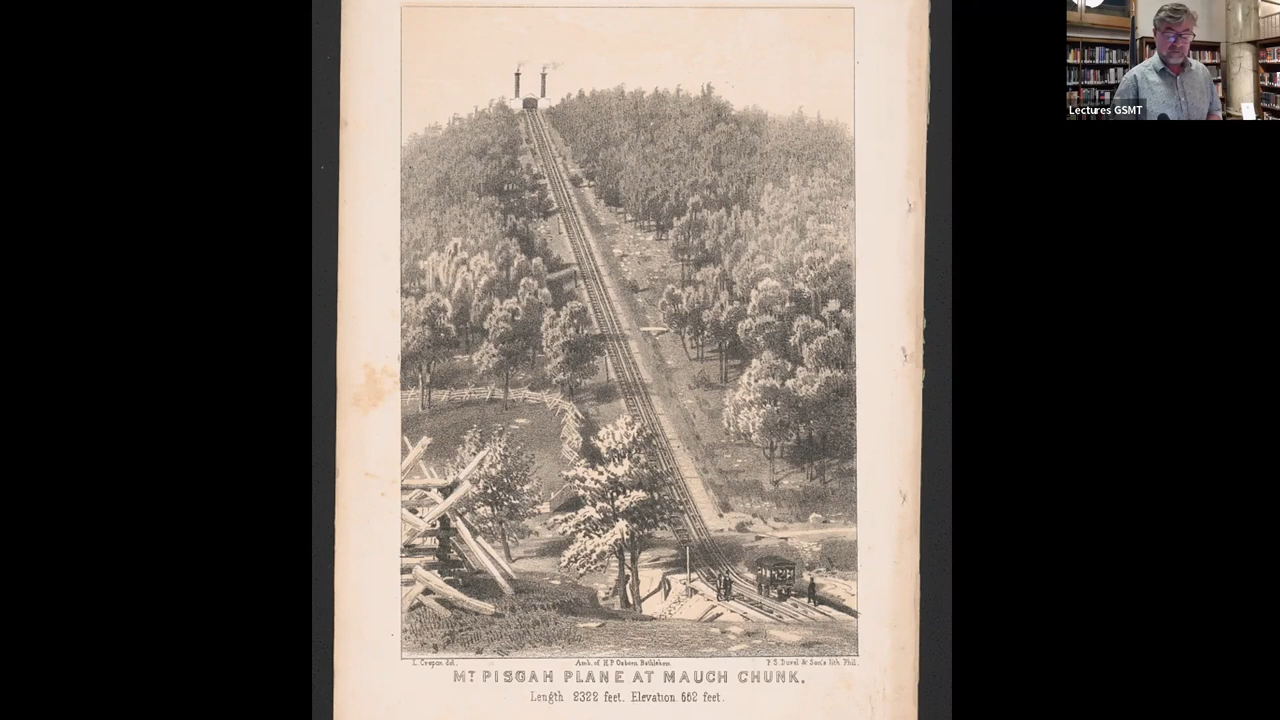 Lectures GSMT
L. Crepon del.
Amb. of H. P Osborn Bethlehem
P. S. Duval & Son's lith. Phil.
MT. PISGAH PLANE AT MAUCH CHUNK.
Length 2322 feet. Elevation 662 feet.